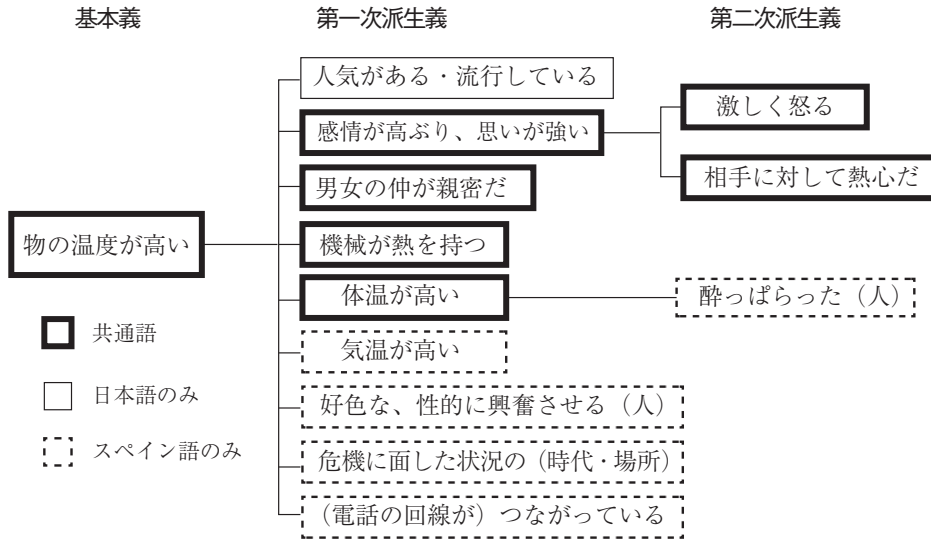 基本義
第一次派生義
第二次派生義
人気がある・流行している
感情が高ぶり、思いが強い
激しく怒る
男女の仲が親密だ
相手に対して熱心だ
物の温度が高い
機械が熱を持つ
体温が高い
酔っぱらった（人）
共通語
気温が高い
日本語のみ
好色な、性的に興奮させる（人）
スペイン語のみ
危機に面した状況の（時代・場所）
（電話の回線が）つながっている